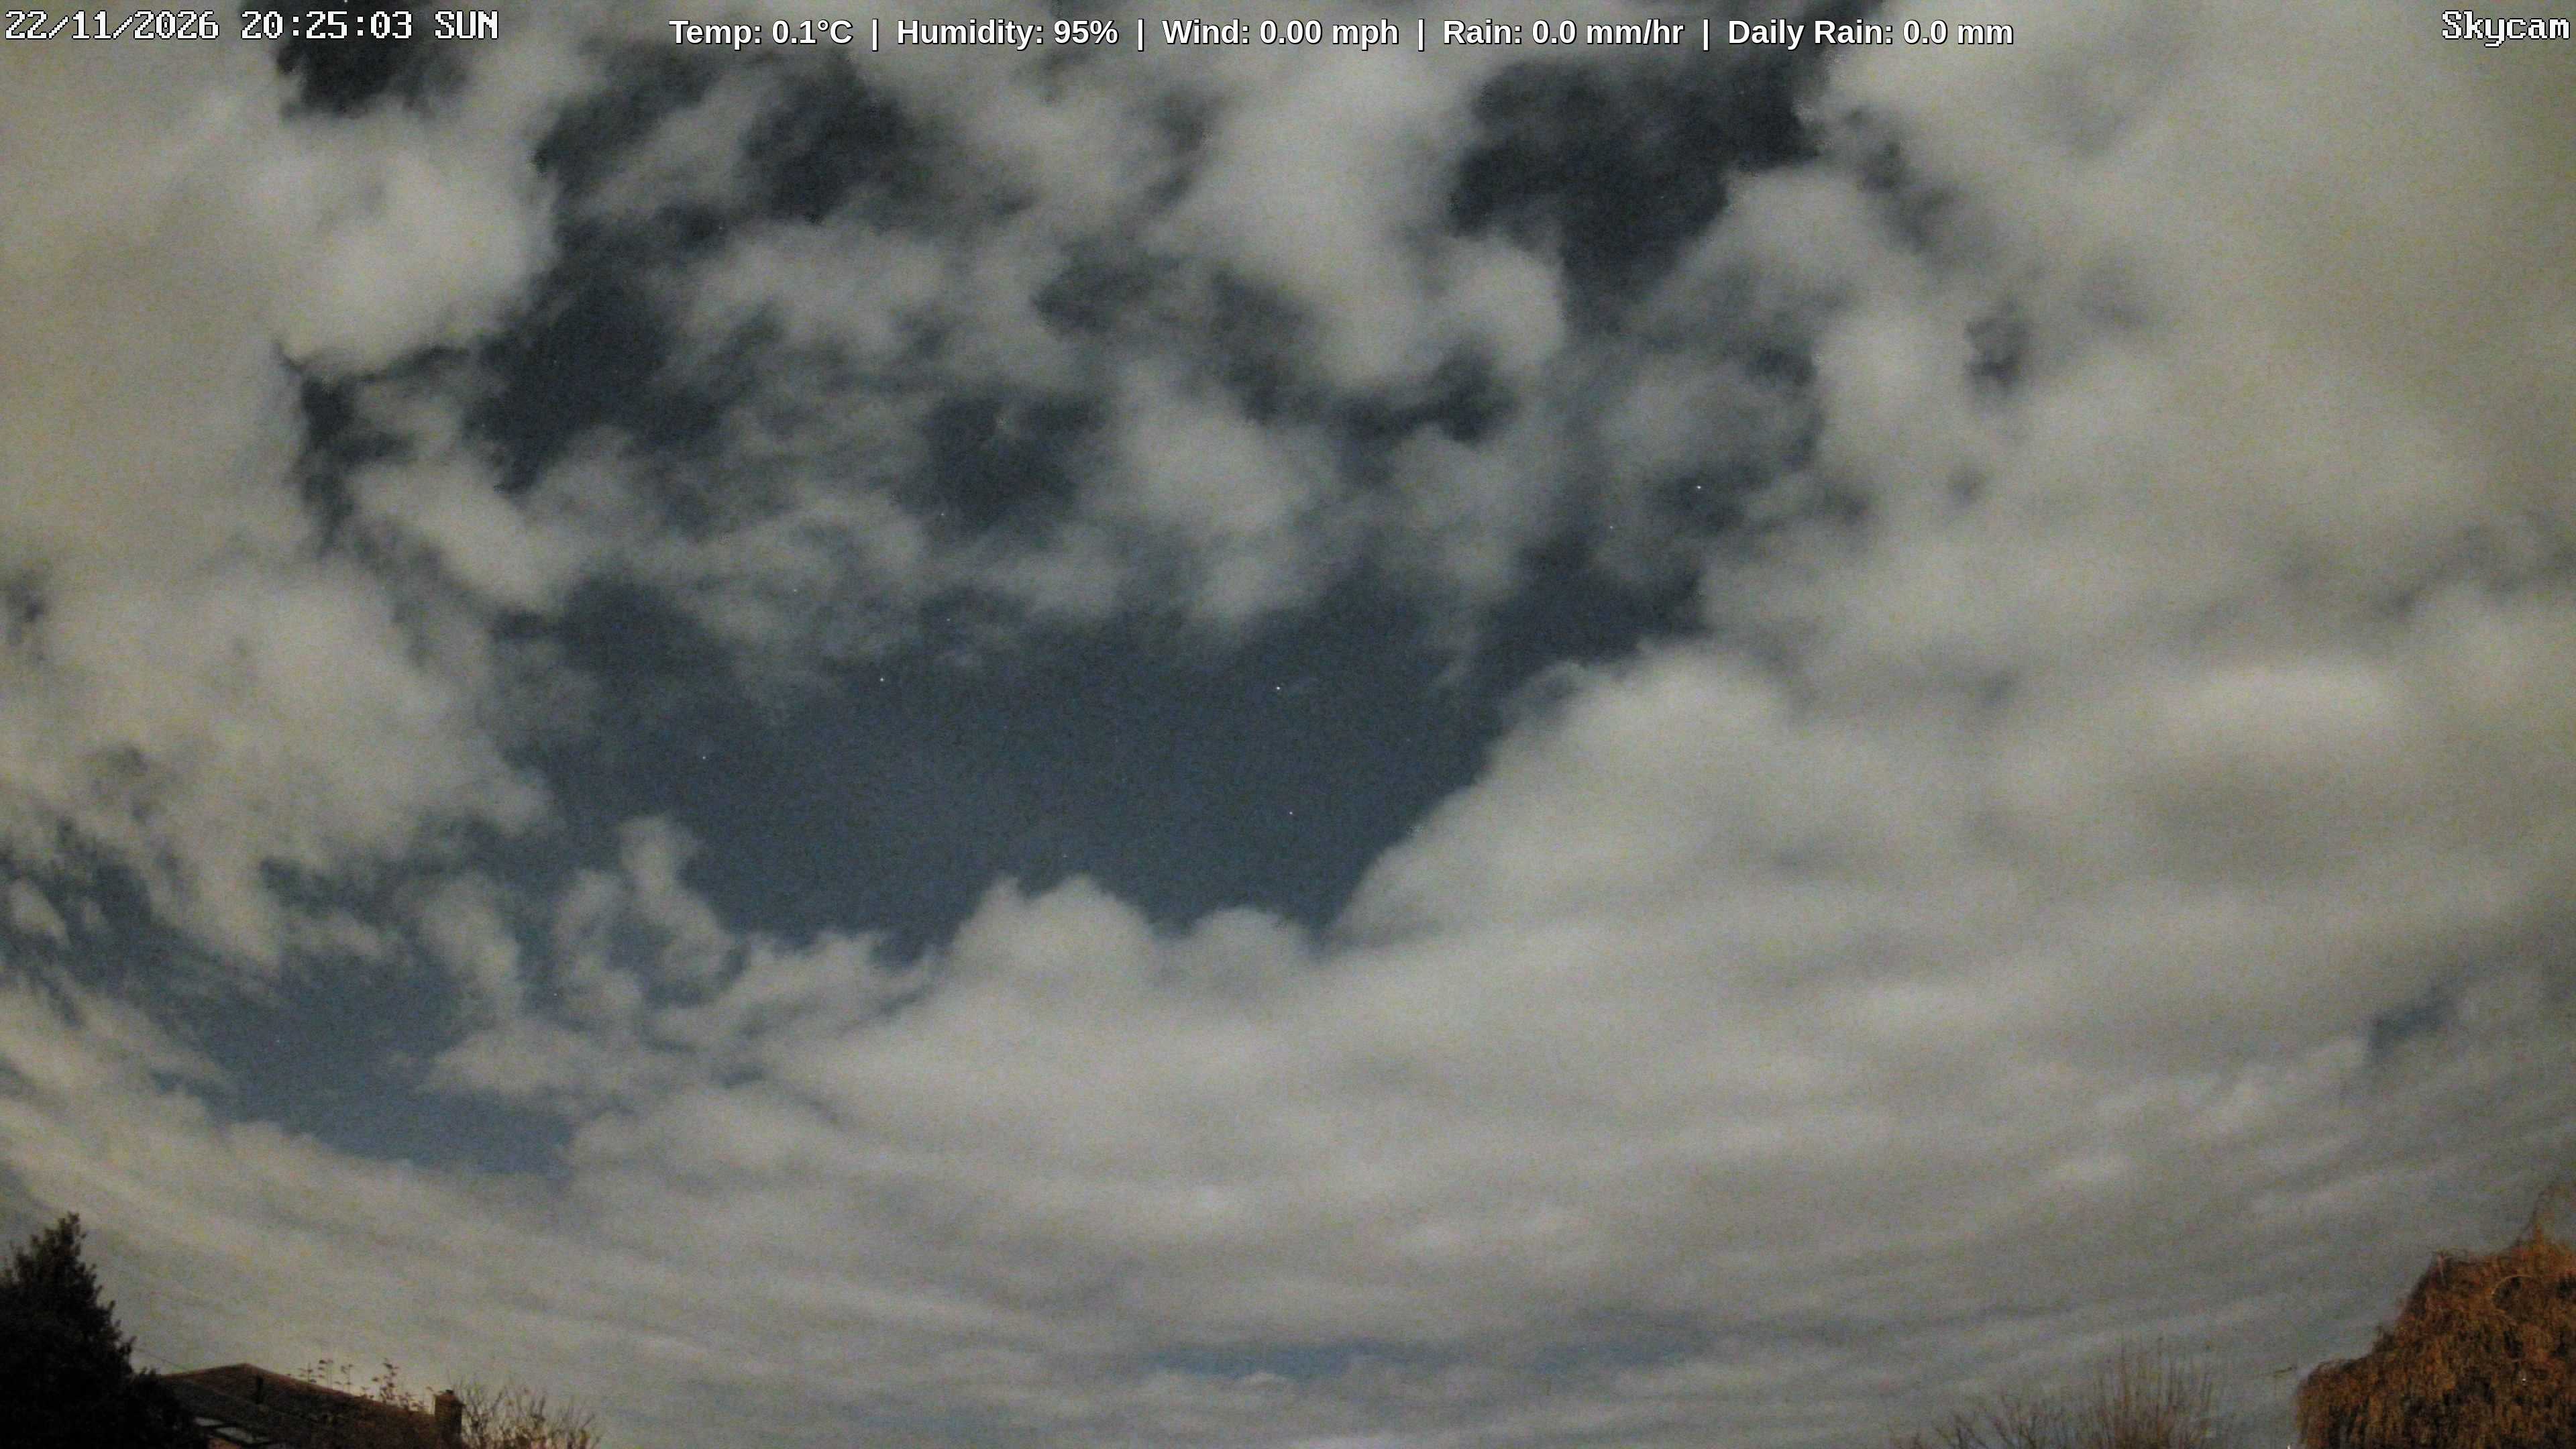 22/11/2026 20:25:03 SUN
Temp: 0.1°C | Humidity: 95% | Wind: 0.00 mph | Rain: 0.0 mm/hr | Daily Rain: 0.0 mm
Skycam